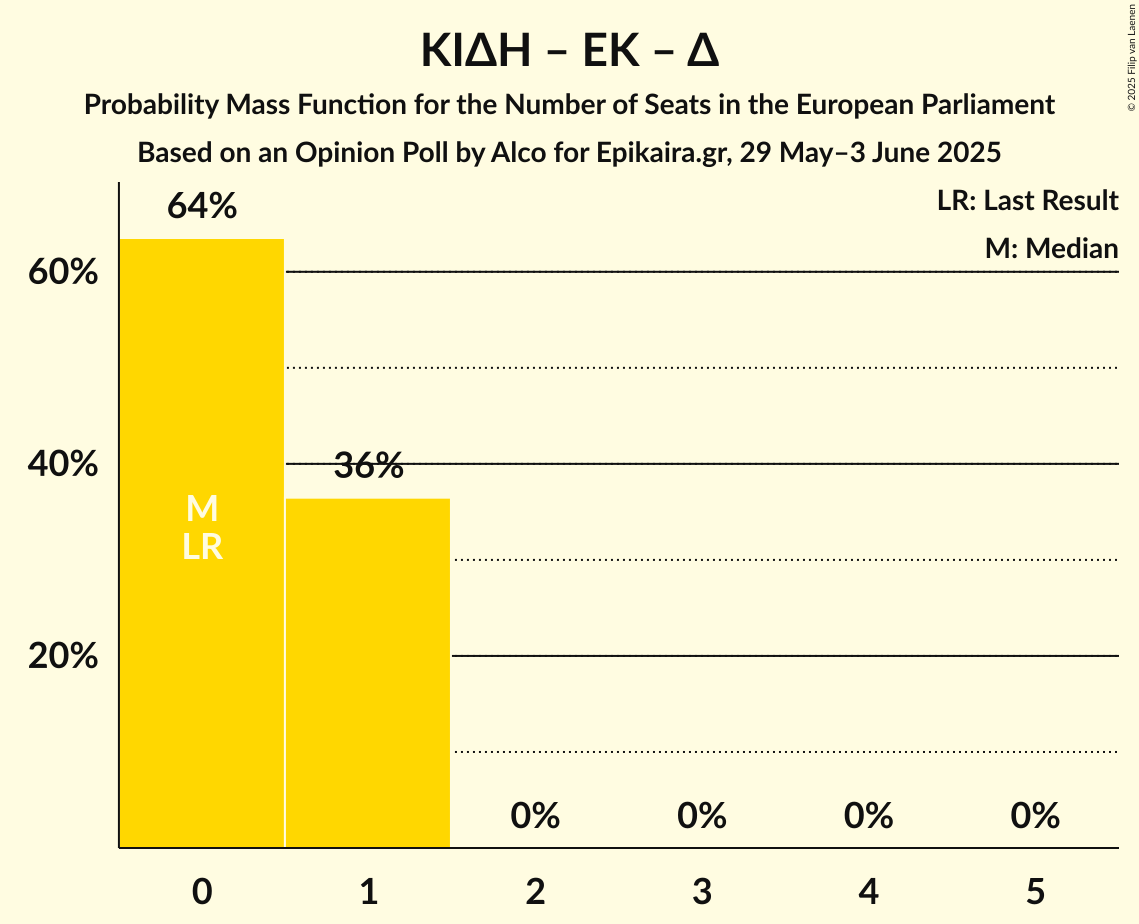 ΚΙΔΗ – ΕΚ – Δ
Probability Mass Function for the Number of Seats in the European Parliament
Based on an Opinion Poll by Alco for Epikaira.gr, 29 May–3 June 2025
© 2025 Filip van Laenen
LR: Last Result
M: Median
64%
60%
40%
36%
M
LR
20%
0%
0%
0%
0%
0
1
2
3
4
5